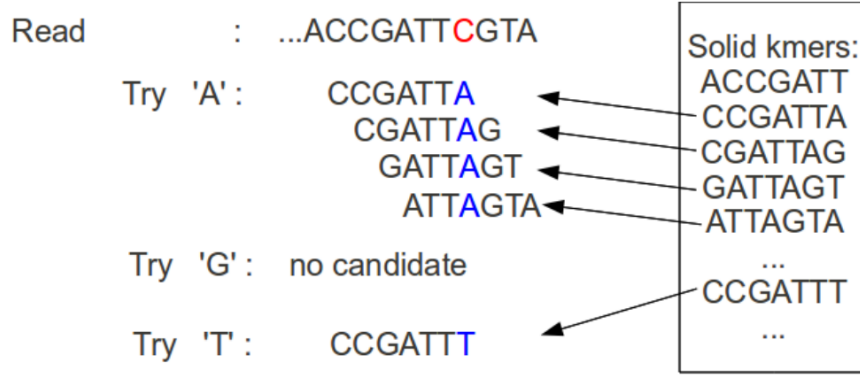 Read : ...ACCGATTCGTA
Try 'A' : CCGATTA
CGATTAG
GATTAGT
ATTAGTA
Try 'G' : no candidate
Try 'T' : CCGATTT
Solid kmers:
ACCGATT
CCGATTA
CGATTAG
GATTAGT
ATTAGTA
...
CCGATTT
...